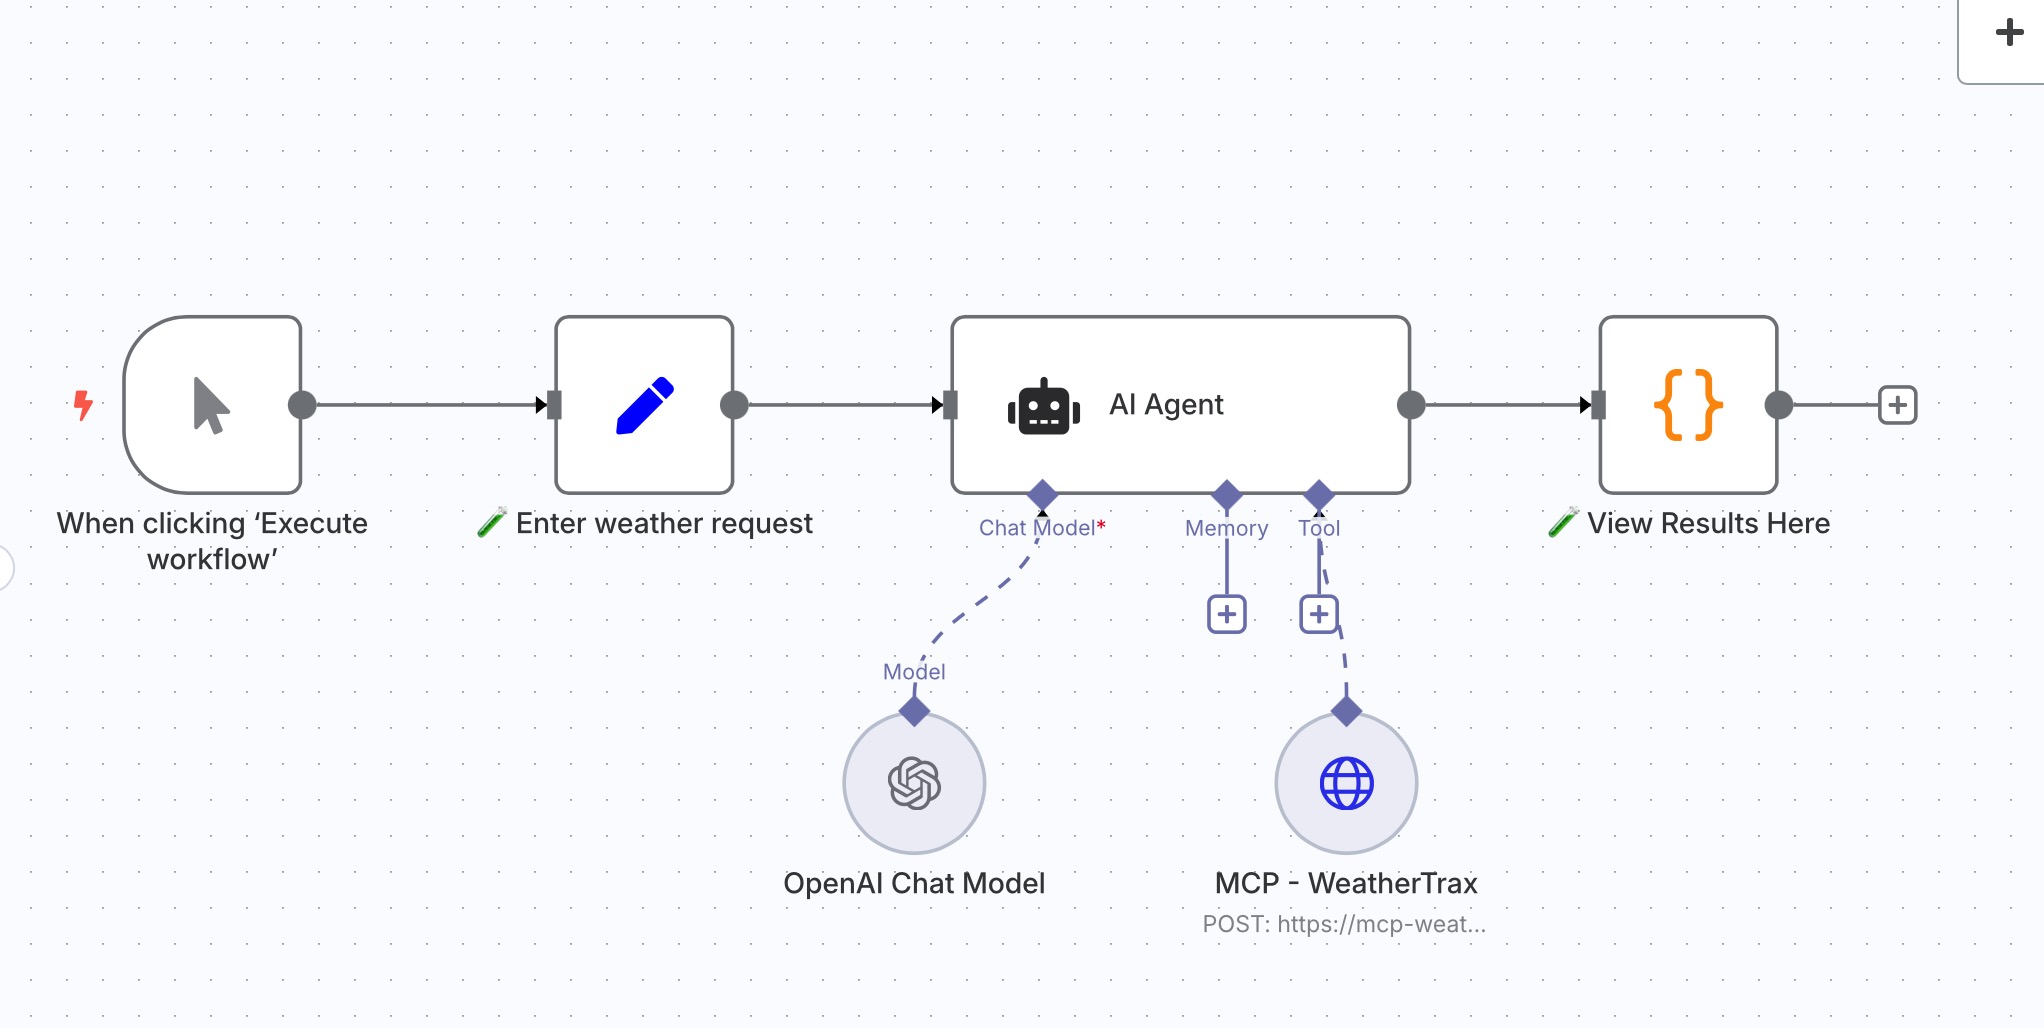 AI Agent
When clicking ‘Execute
workflow’
🧪 Enter weather request
Chat Model*
Memory
Tool
🧪 View Results Here
Model
OpenAI Chat Model
MCP - WeatherTrax
POST: https://mcp-weat...